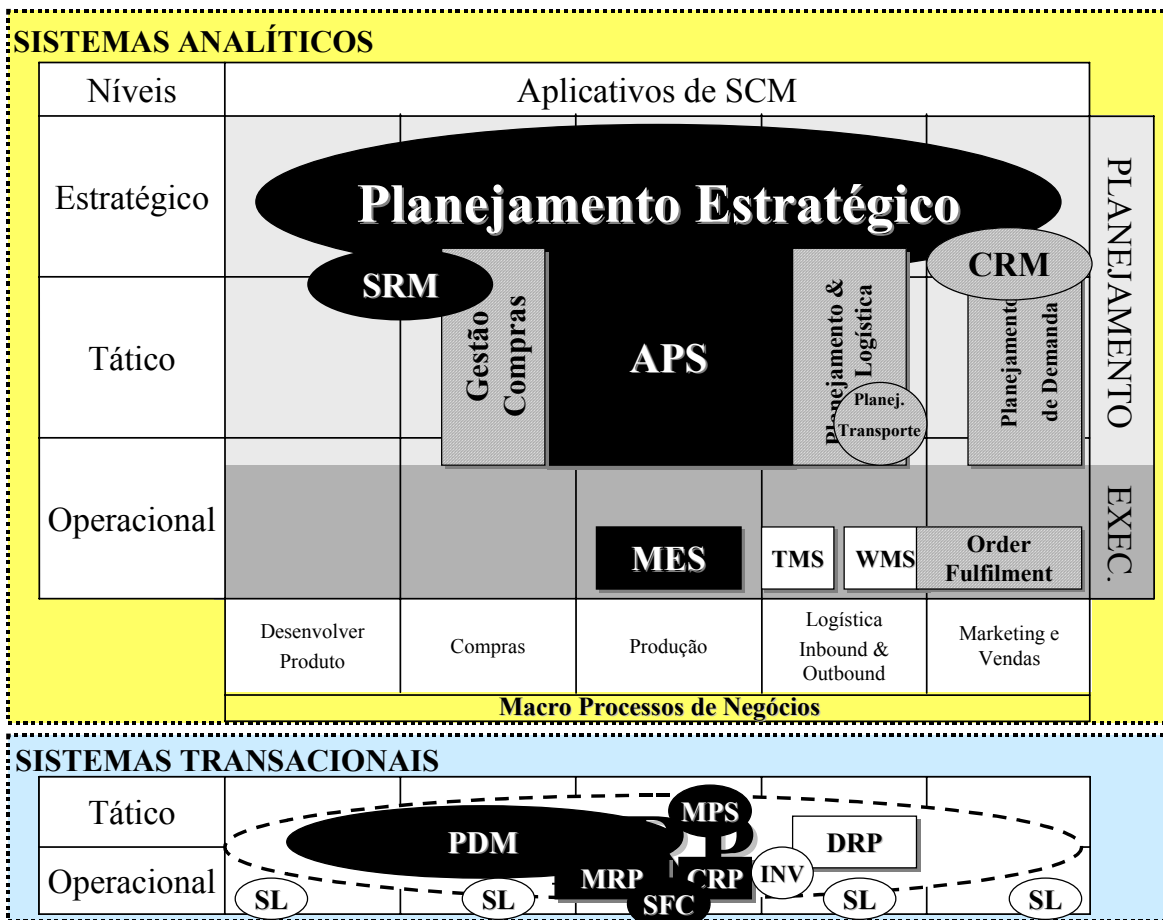 SISTEMAS ANALÍTICOS
Níveis
Aplicativos de SCM
Estratégico
Planejamento Estratégico
PLANEJAMENTO
SRM
CRM
Tático
Gestão
Compras
APS
Planejamento &
Logística
Planej.
Transporte
Planejamento
de Demanda
Operacional
EXEC.
MES
TMS
WMS
Order
Fulfilment
Desenvolver
Produto
Compras
Produção
Logística
Inbound &
Outbound
Marketing e
Vendas
Macro Processos de Negócios
SISTEMAS TRANSACIONAIS
Tático
MPS
PDM
DRP
Operacional
MRP
CRP
INV
SL
SL
SFC
SL
SL